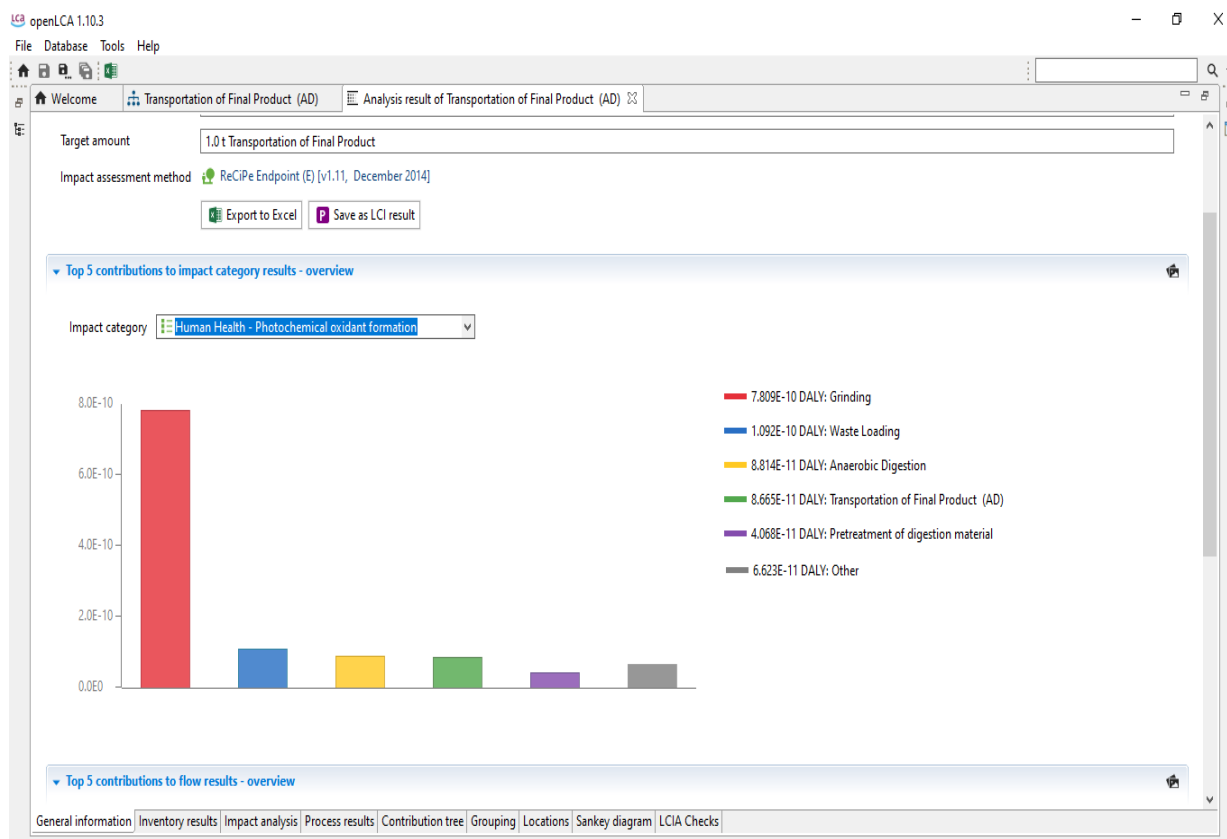 LCA openLCA 1.10.3
File Database Tools Help
Welcome Transportation of Final Product (AD) Analysis result of Transportation of Final Product (AD)
Target amount 1.0 t Transportation of Final Product
Impact assessment method ReCiPe Endpoint (E) [v1.11, December 2014]
Export to Excel P Save as LCI result
Top 5 contributions to impact category results - overview
Impact category Human Health - Photochemical oxidant formation
8.0E-10
6.0E-10
4.0E-10
2.0E-10
0.0E0
7.809E-10 DALY: Grinding
1.092E-10 DALY: Waste Loading
8.814E-11 DALY: Anaerobic Digestion
8.665E-11 DALY: Transportation of Final Product (AD)
4.068E-11 DALY: Pretreatment of digestion material
6.623E-11 DALY: Other
Top 5 contributions to flow results - overview
General information Inventory results Impact analysis Process results Contribution tree Grouping Locations Sankey diagram LCIA Checks